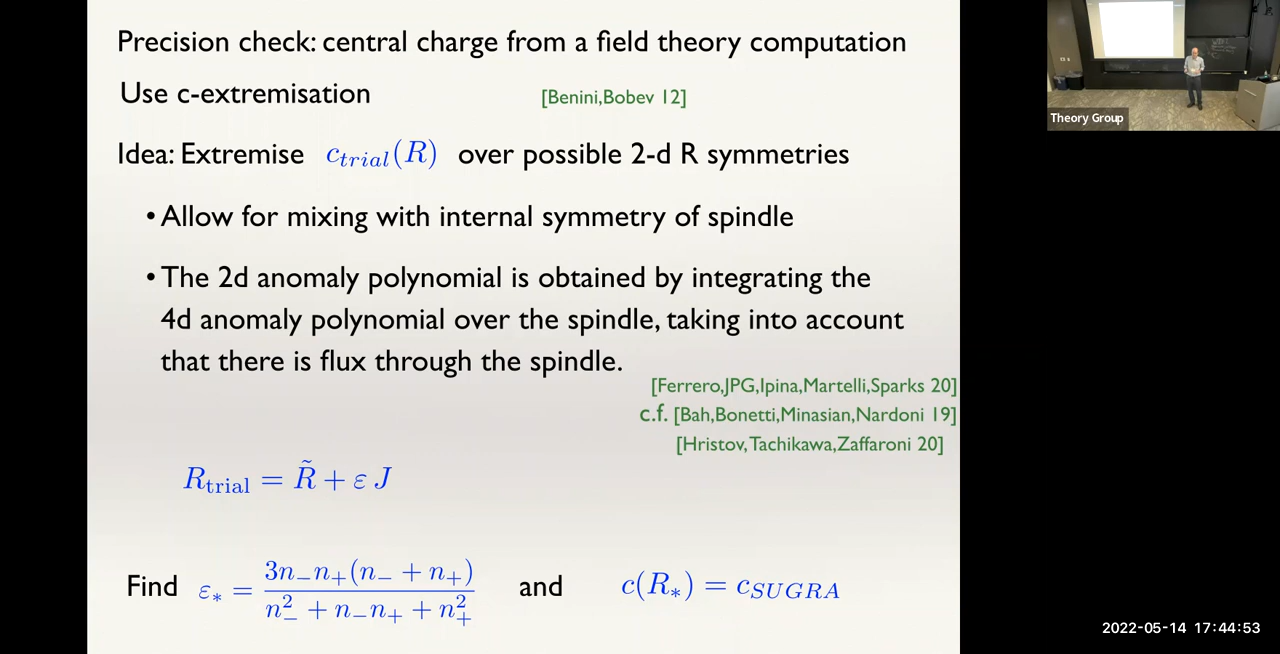 Precision check: central charge from a field theory computation
Use c-extremisation [Benini,Bobev 12]
Idea: Extremise c_{trial}(R) over possible 2-d R symmetries
• Allow for mixing with internal symmetry of spindle
• The 2d anomaly polynomial is obtained by integrating the
4d anomaly polynomial over the spindle, taking into account
that there is flux through the spindle.
[Ferrero,JPG,Ipina,Martelli,Sparks 20]
c.f. [Bah,Bonetti,Minasian,Nardoni 19]
[Hristov,Tachikawa,Zaffaroni 20]
R_{trial} = \tilde{R} + ε J
Find ε_* = \frac{3n_-n_+(n_- + n_+)}{n_-^2 + n_-n_+ + n_+^2} and c(R_*) = c_{SUGRA}
Theory Group
2022-05-14 17:44:53